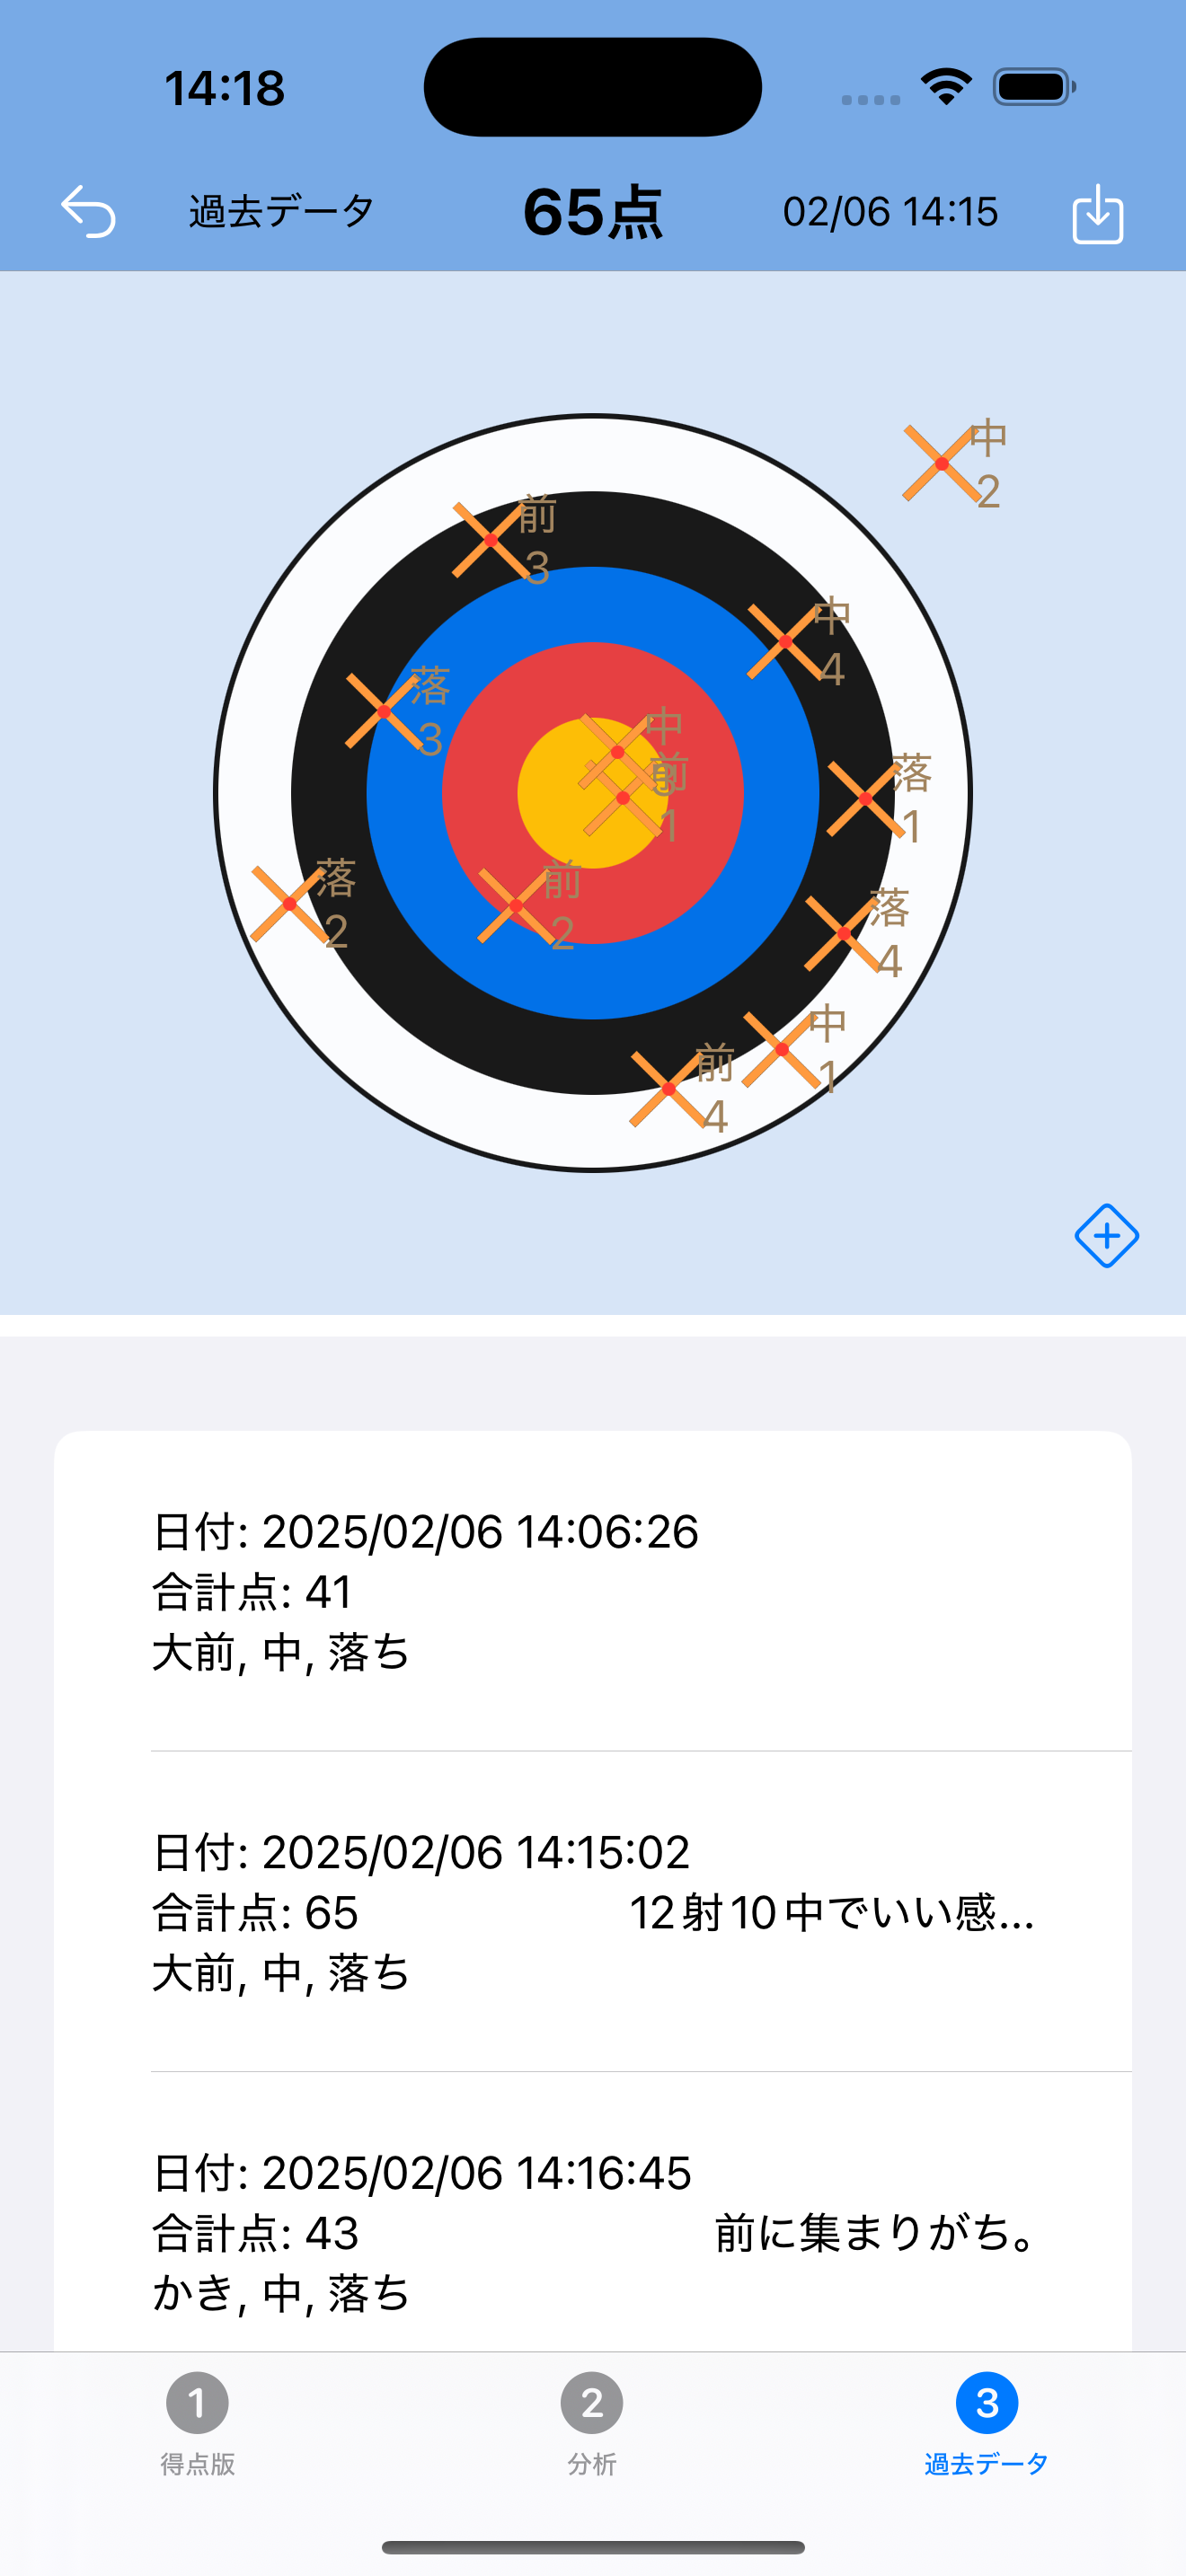 14:18
過去データ
65点
02/06 14:15
中
2
前
3
中
4
落
3
中
3
前
1
落
1
落
2
前
2
落
4
中
1
前
4
日付: 2025/02/06 14:06:26
合計点: 41
大前, 中, 落ち
日付: 2025/02/06 14:15:02
合計点: 65
12射10中でいい感...
大前, 中, 落ち
日付: 2025/02/06 14:16:45
合計点: 43
前に集まりがち。
かき, 中, 落ち
1
得点版
2
分析
3
過去データ